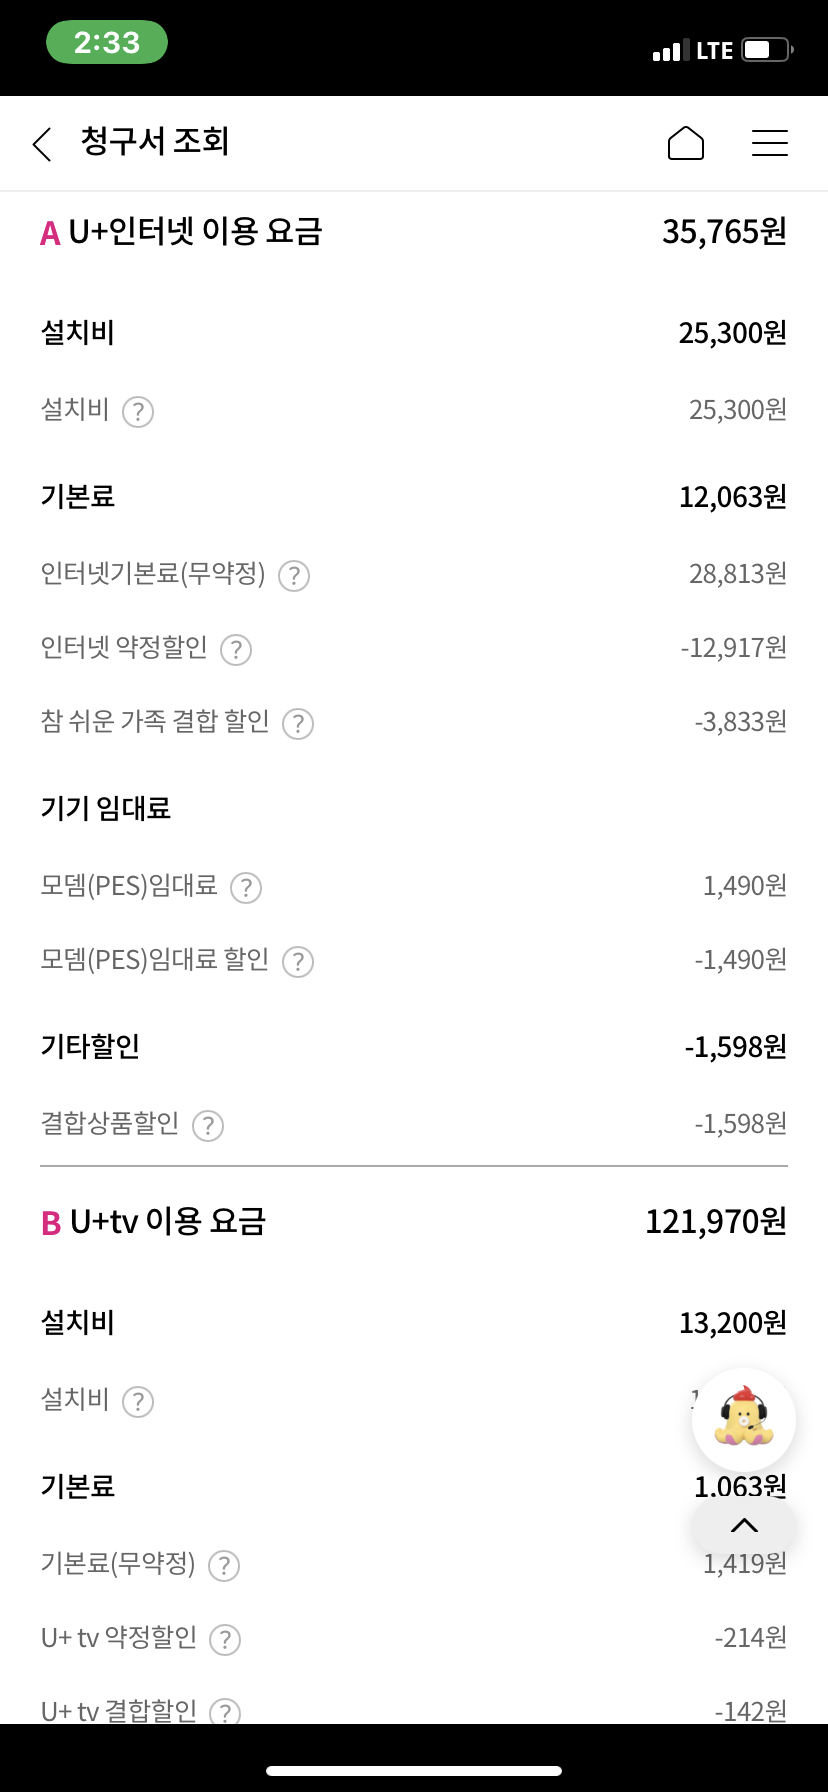 2:33
LTE
청구서 조회
A U+인터넷 이용 요금 35,765원
설치비 25,300원
설치비 ? 25,300원
기본료 12,063원
인터넷기본료(무약정) ? 28,813원
인터넷 약정할인 ? -12,917원
참 쉬운 가족 결합 할인 ? -3,833원
기기 임대료
모뎀(PES)임대료 ? 1,490원
모뎀(PES)임대료 할인 ? -1,490원
기타할인 -1,598원
결합상품할인 ? -1,598원
B U+tv 이용 요금 121,970원
설치비 13,200원
설치비 ?
기본료 1,063원
기본료(무약정) ? 1,419원
U+ tv 약정할인 ? -214원
U+ tv 결합할인 ? -142원